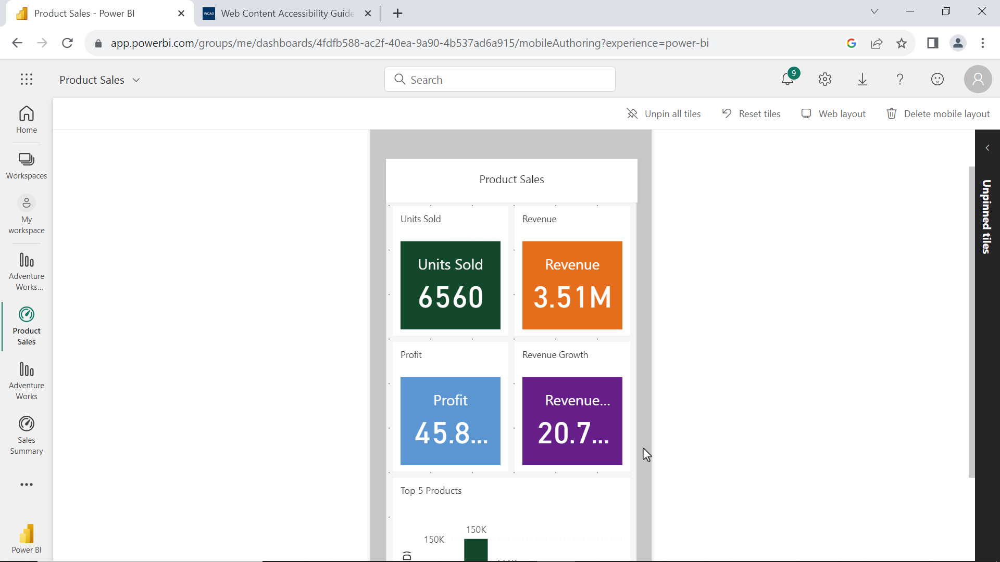 Product Sales - Power BI
WCAG Web Content Accessibility Guide
app.powerbi.com/groups/me/dashboards/4fdfb588-ac2f-40ea-9a90-4b537ad6a915/mobileAuthoring?experience=power-bi
Product Sales
Search
9
Unpin all tiles
Reset tiles
Web layout
Delete mobile layout
Home
Workspaces
My
workspace
Adventure
Works...
Product
Sales
Adventure
Works
Sales
Summary
Power BI
Product Sales
Units Sold
Units Sold
6560
Revenue
Revenue
3.51M
Profit
Profit
45.8...
Revenue Growth
Revenue...
20.7...
Top 5 Products
150K
150K
Unpinned tiles